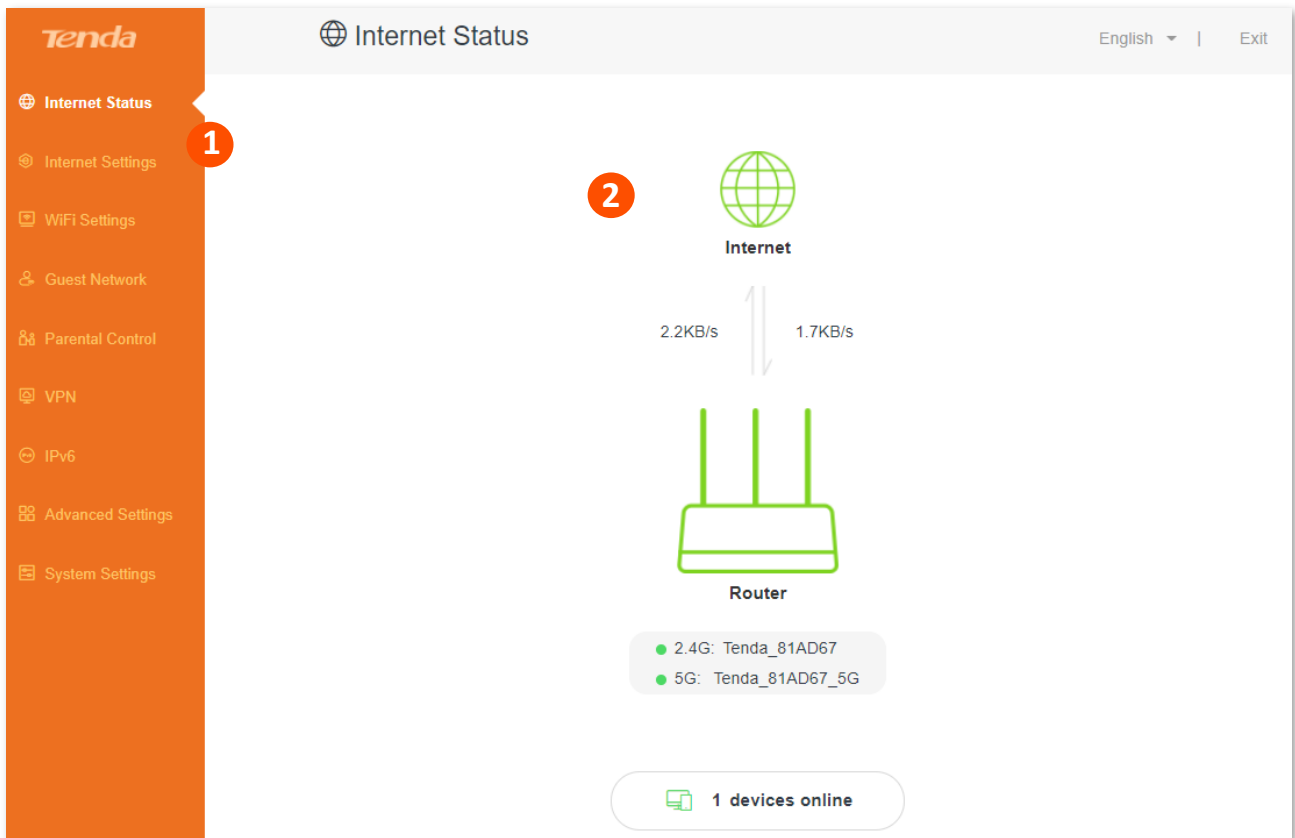 Tenda
Internet Status
English |
Exit
Internet Status
1
Internet Settings
WiFi Settings
Guest Network
Parental Control
VPN
IPv6
Advanced Settings
System Settings
2
Internet
2.2KB/s
1.7KB/s
Router
2.4G: Tenda_81AD67
5G: Tenda_81AD67_5G
1 devices online